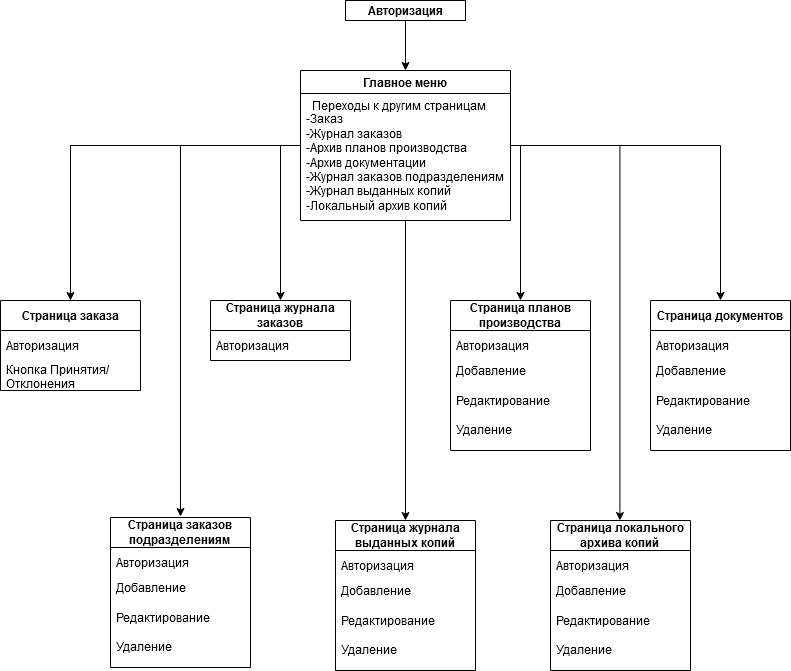 Авторизация
Главное меню
Переходы к другим страницам
-Заказ
-Журнал заказов
-Архив планов производства
-Архив документации
-Журнал заказов подразделениям
-Журнал выданных копий
-Локальный архив копий
Страница заказа
Авторизация
Кнопка Принятия/
Отклонения
Страница журнала
заказов
Авторизация
Страница планов
производства
Авторизация
Добавление
Редактирование
Удаление
Страница документов
Авторизация
Добавление
Редактирование
Удаление
Страница заказов
подразделениям
Авторизация
Добавление
Редактирование
Удаление
Страница журнала
выданных копий
Авторизация
Добавление
Редактирование
Удаление
Страница локального
архива копий
Авторизация
Добавление
Редактирование
Удаление